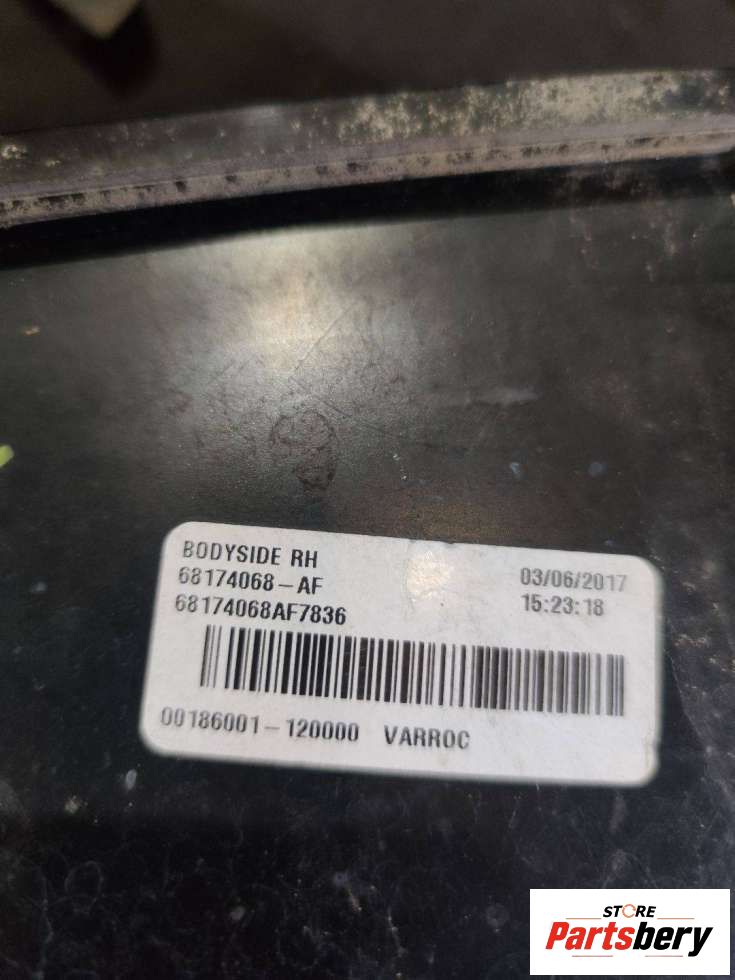 BODYSIDE RH
68174068-AF
68174068AF7836
03/06/2017
15:23:18
00186001-120000 VARROC
STORE
Partsbery